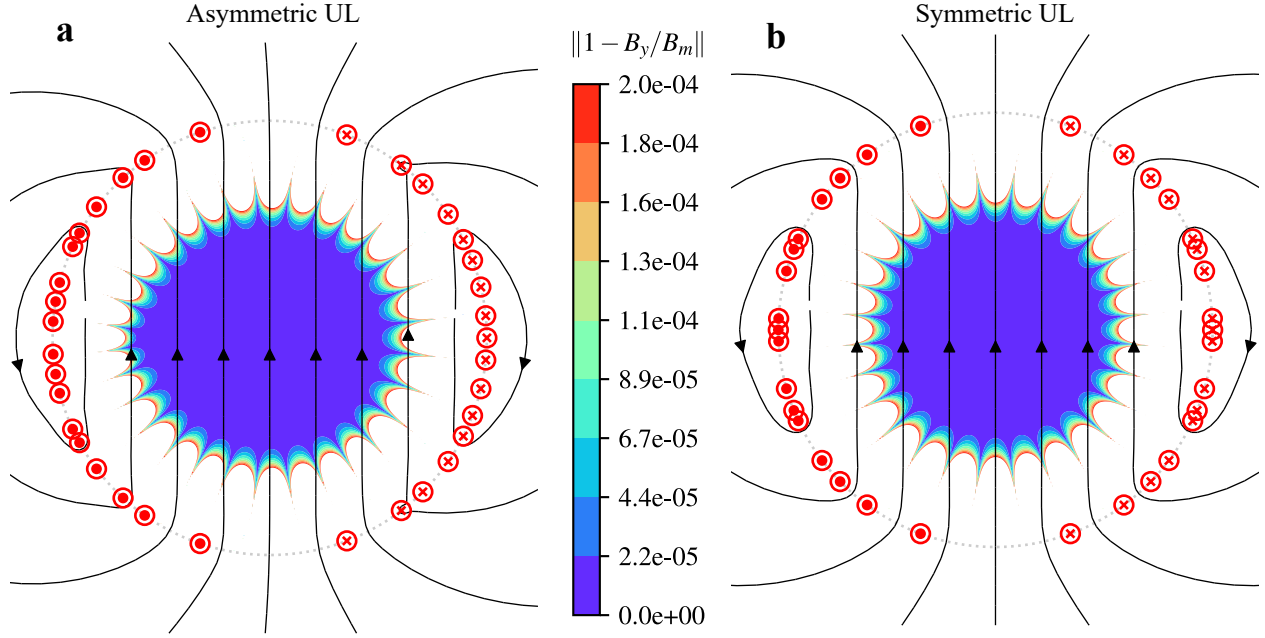 Asymmetric UL
a
∥1 − B_y/B_m∥
2.0e-04
1.8e-04
1.6e-04
1.3e-04
1.1e-04
8.9e-05
6.7e-05
4.4e-05
2.2e-05
0.0e+00
Symmetric UL
b